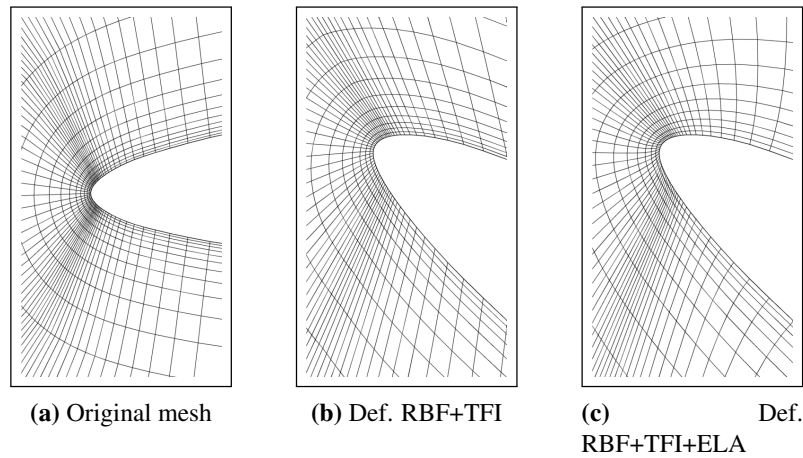 (a) Original mesh
(b) Def. RBF+TFI
(c) Def.
RBF+TFI+ELA